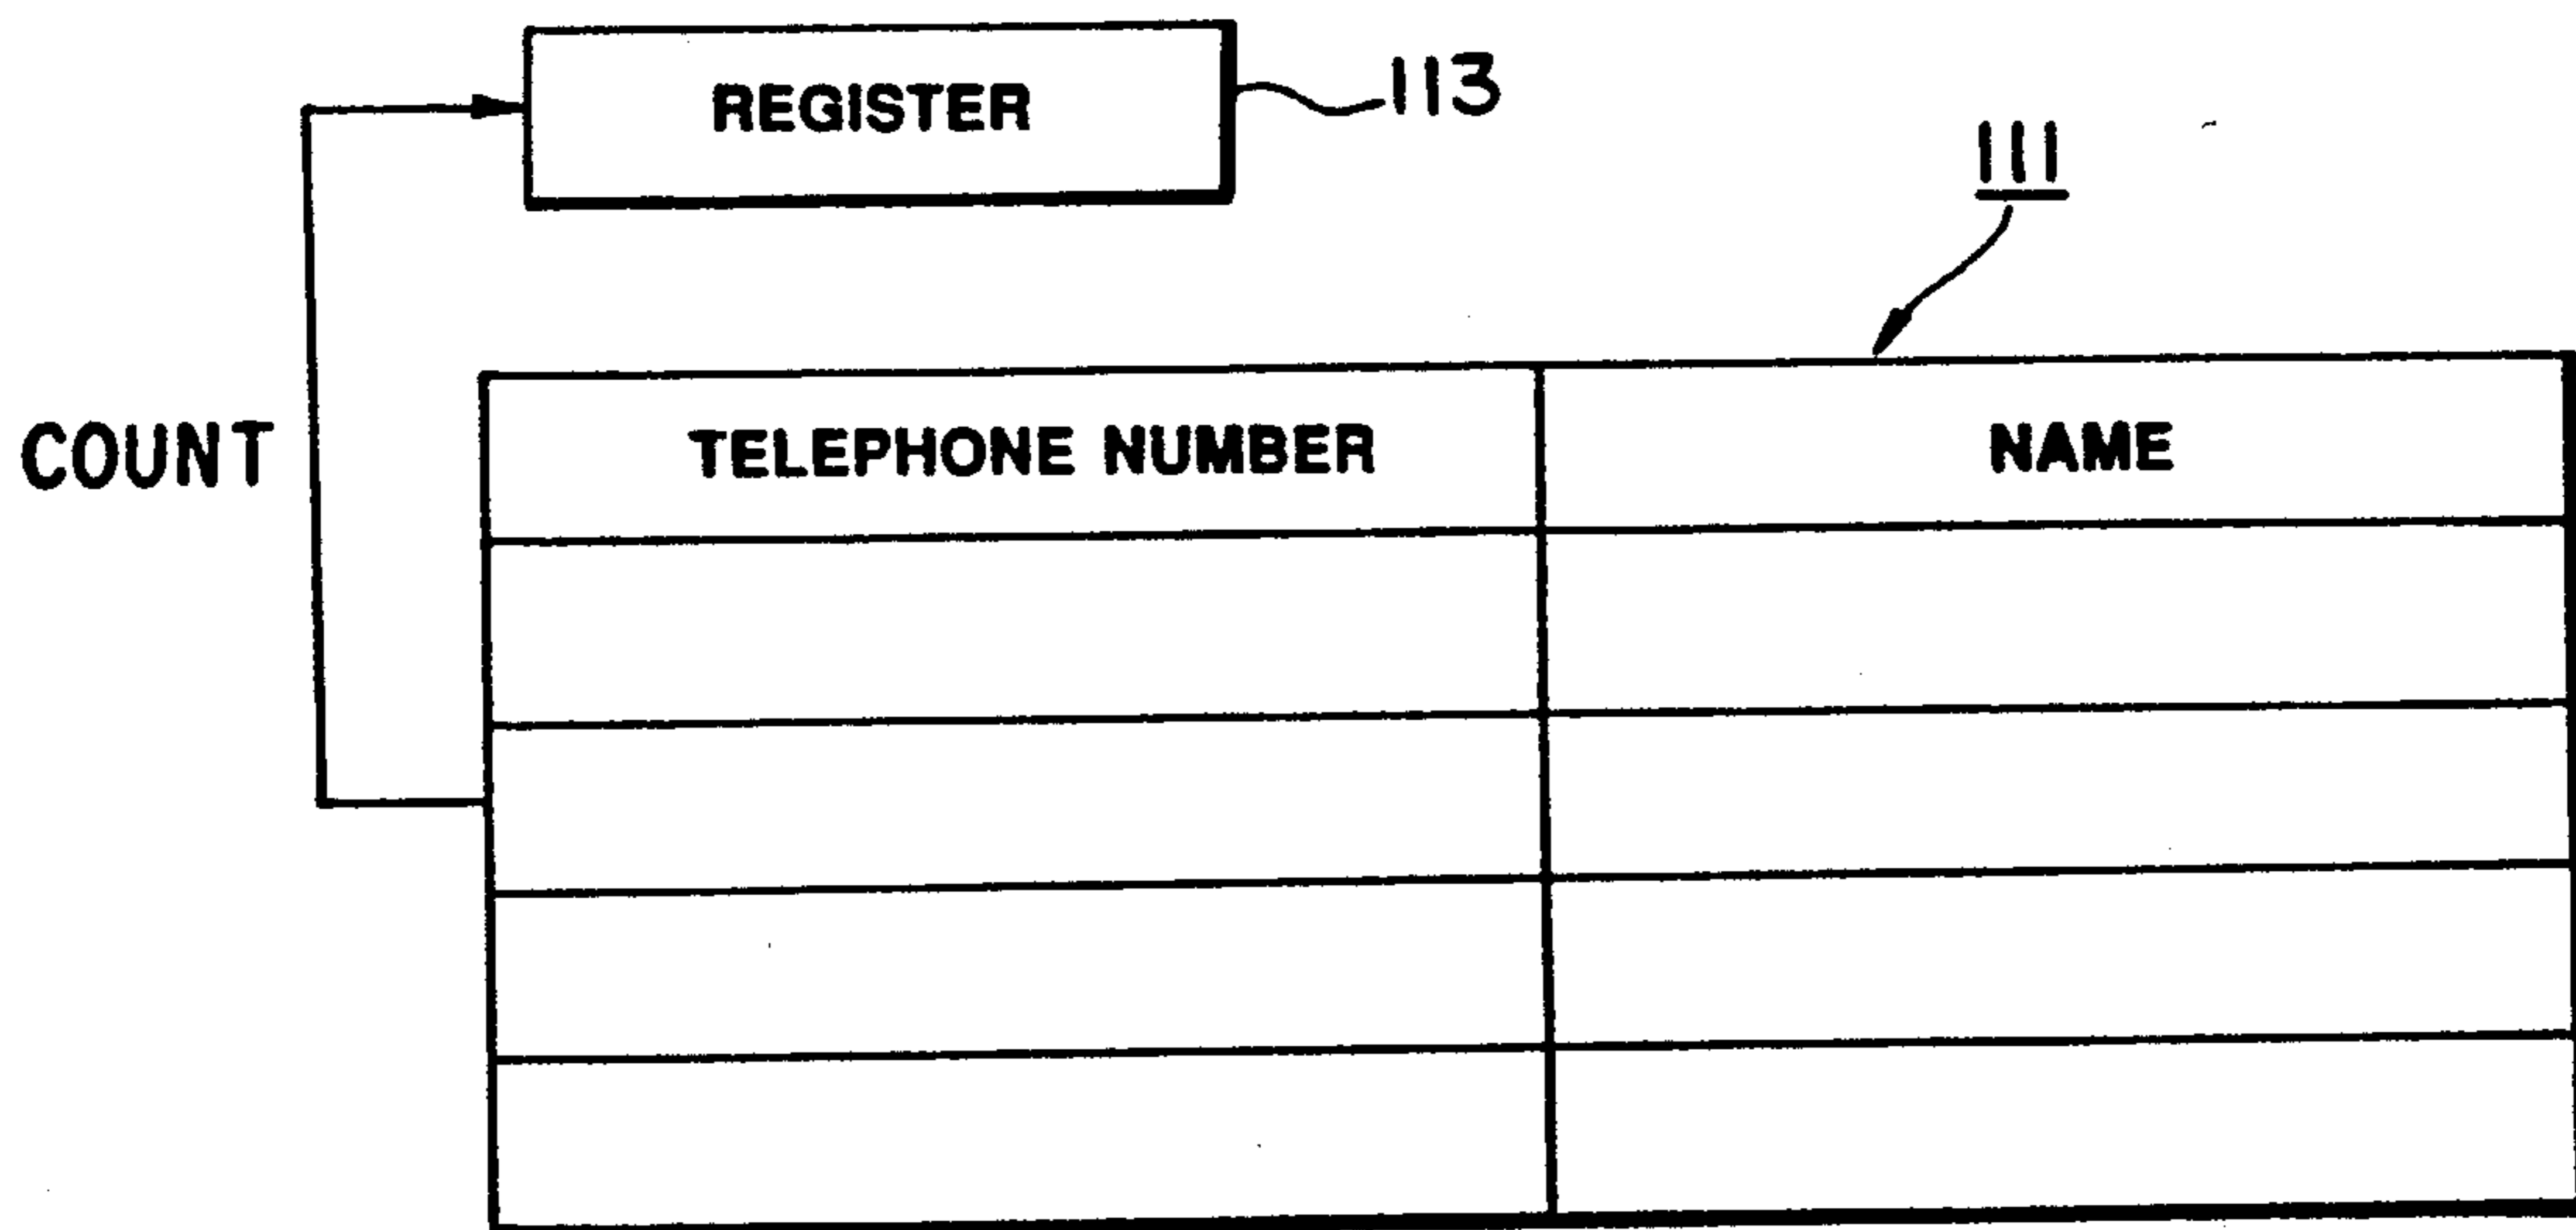 REGISTER
113
111
COUNT
TELEPHONE NUMBER
NAME